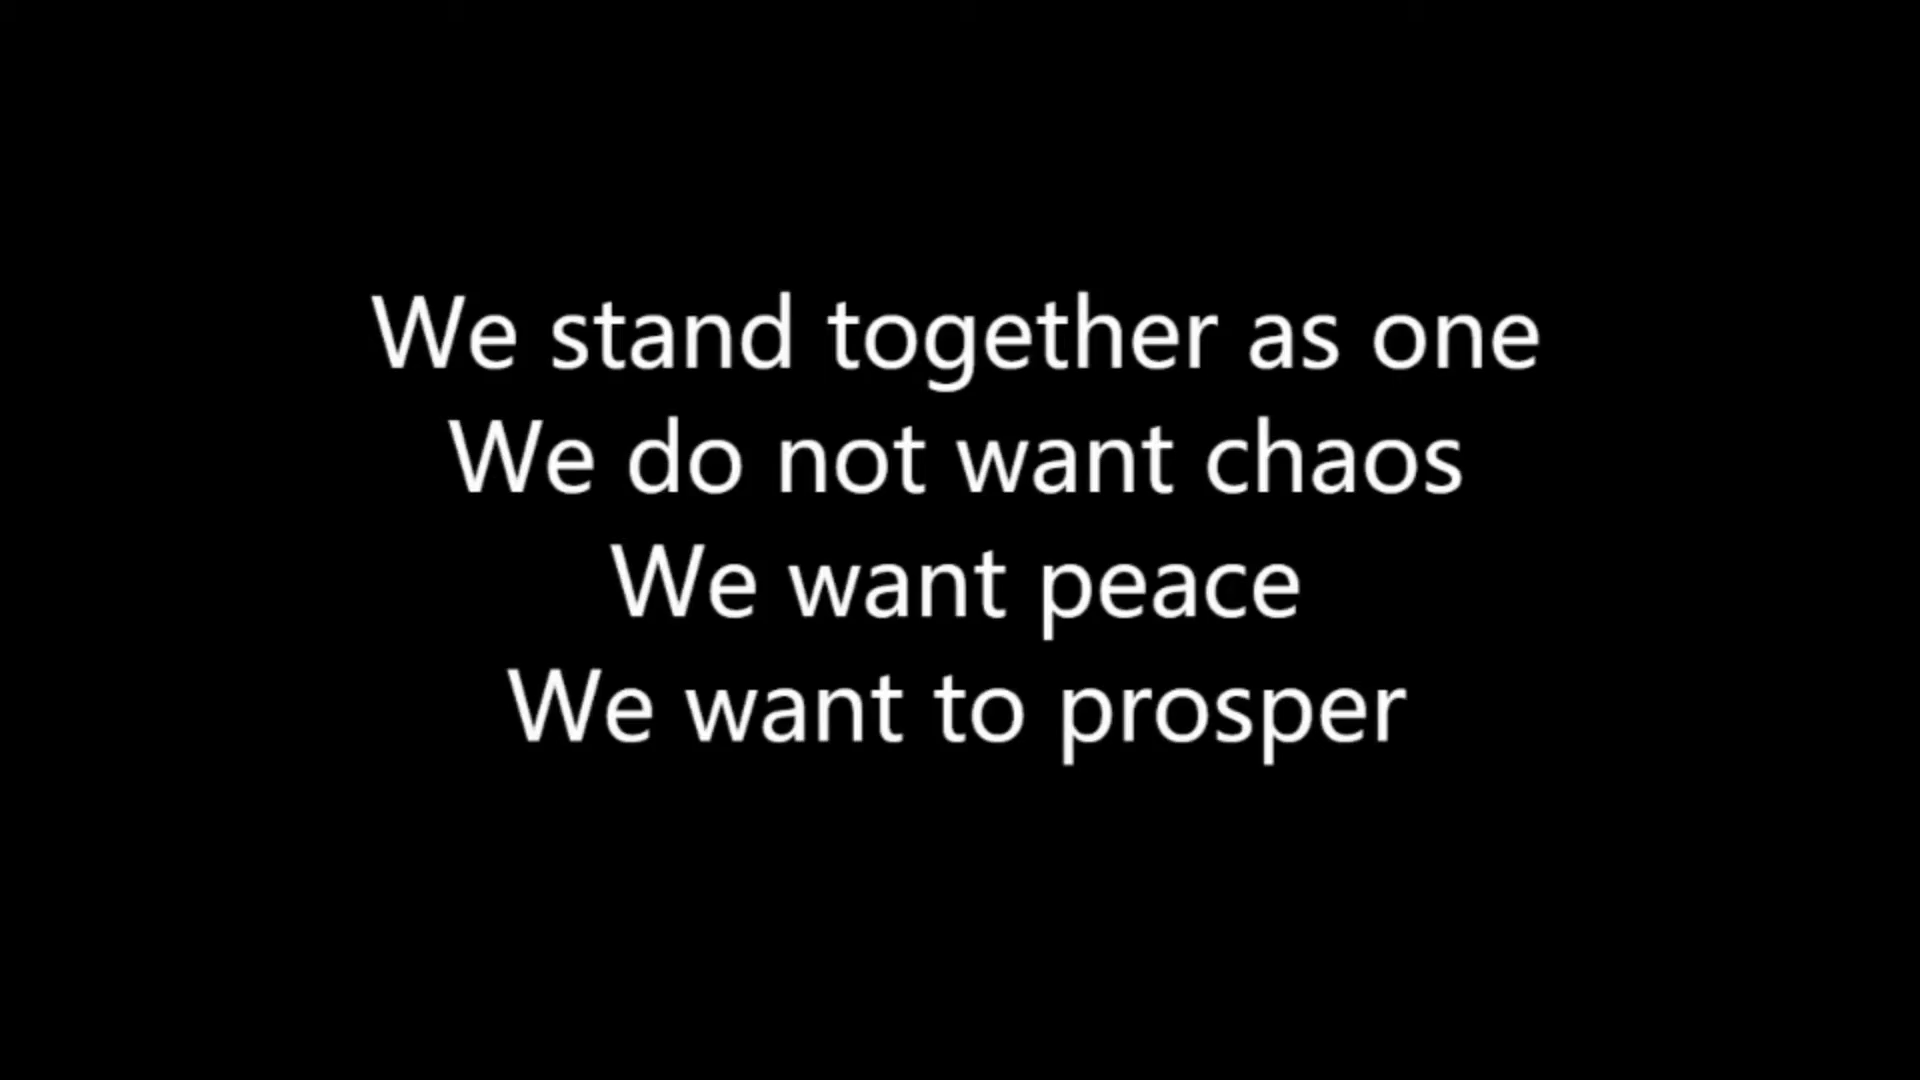 We stand together as one
We do not want chaos
We want peace
We want to prosper